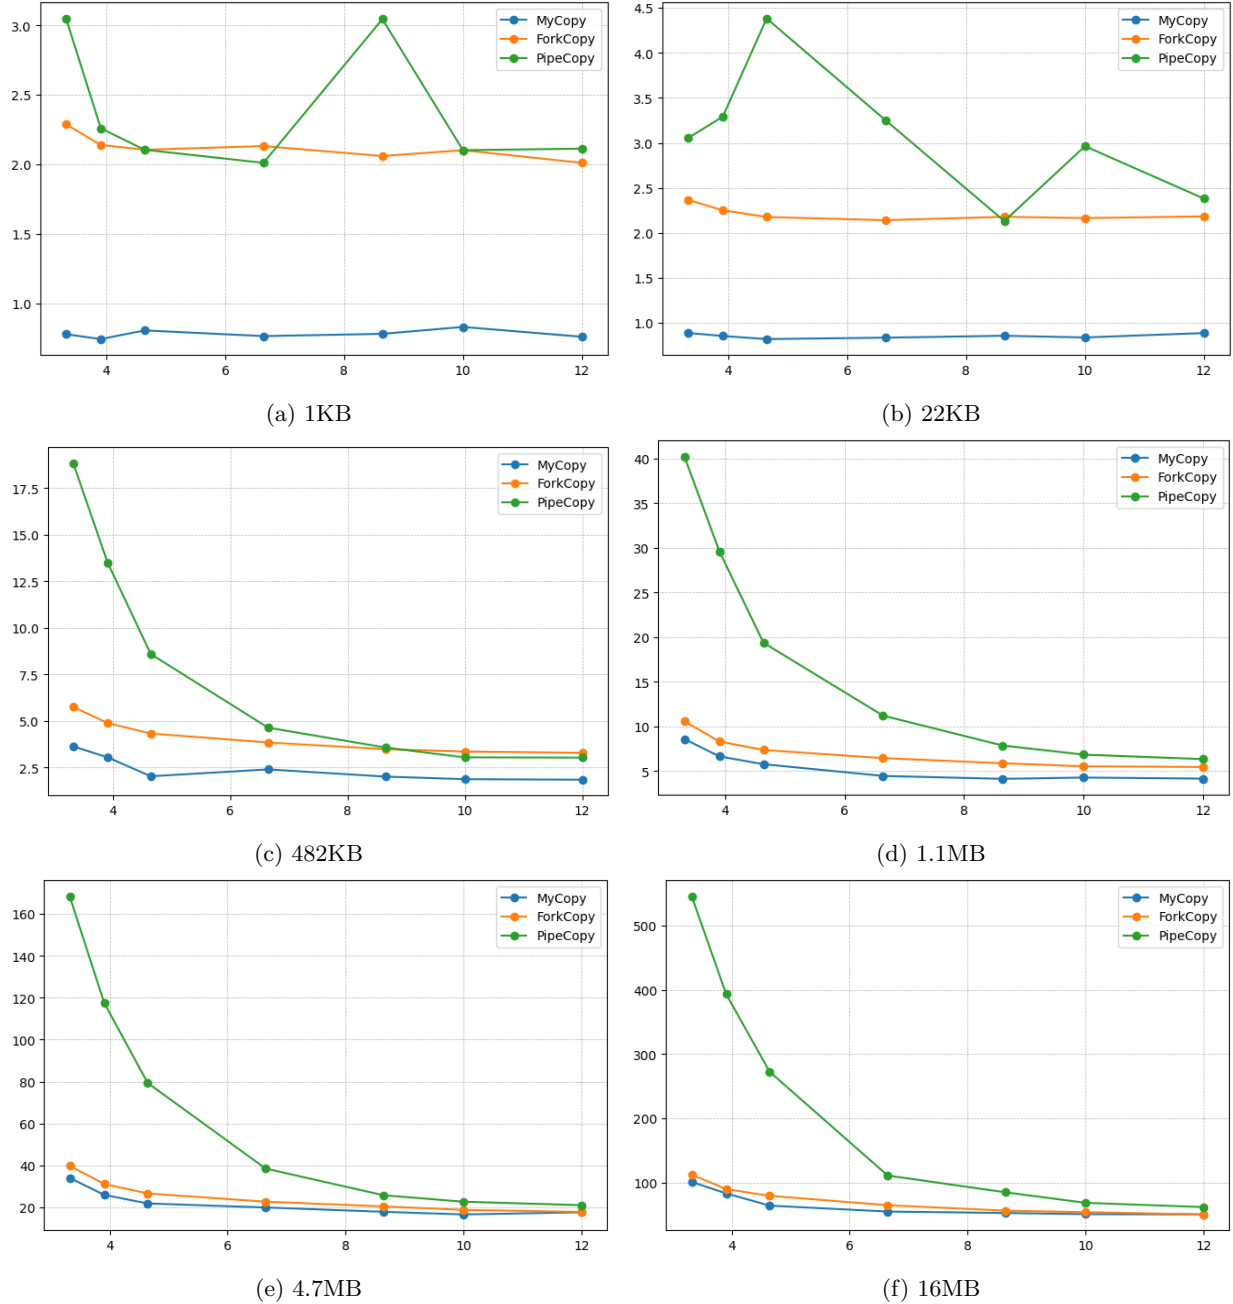 3.0
2.5
2.0
1.5
1.0
4 6 8 10 12
MyCopy
ForkCopy
PipeCopy
(a) 1KB
4.5
4.0
3.5
3.0
2.5
2.0
1.5
1.0
4 6 8 10 12
MyCopy
ForkCopy
PipeCopy
(b) 22KB
17.5
15.0
12.5
10.0
7.5
5.0
2.5
4 6 8 10 12
MyCopy
ForkCopy
PipeCopy
(c) 482KB
40
35
30
25
20
15
10
5
4 6 8 10 12
MyCopy
ForkCopy
PipeCopy
(d) 1.1MB
160
140
120
100
80
60
40
20
4 6 8 10 12
MyCopy
ForkCopy
PipeCopy
(e) 4.7MB
500
400
300
200
100
4 6 8 10 12
MyCopy
ForkCopy
PipeCopy
(f) 16MB